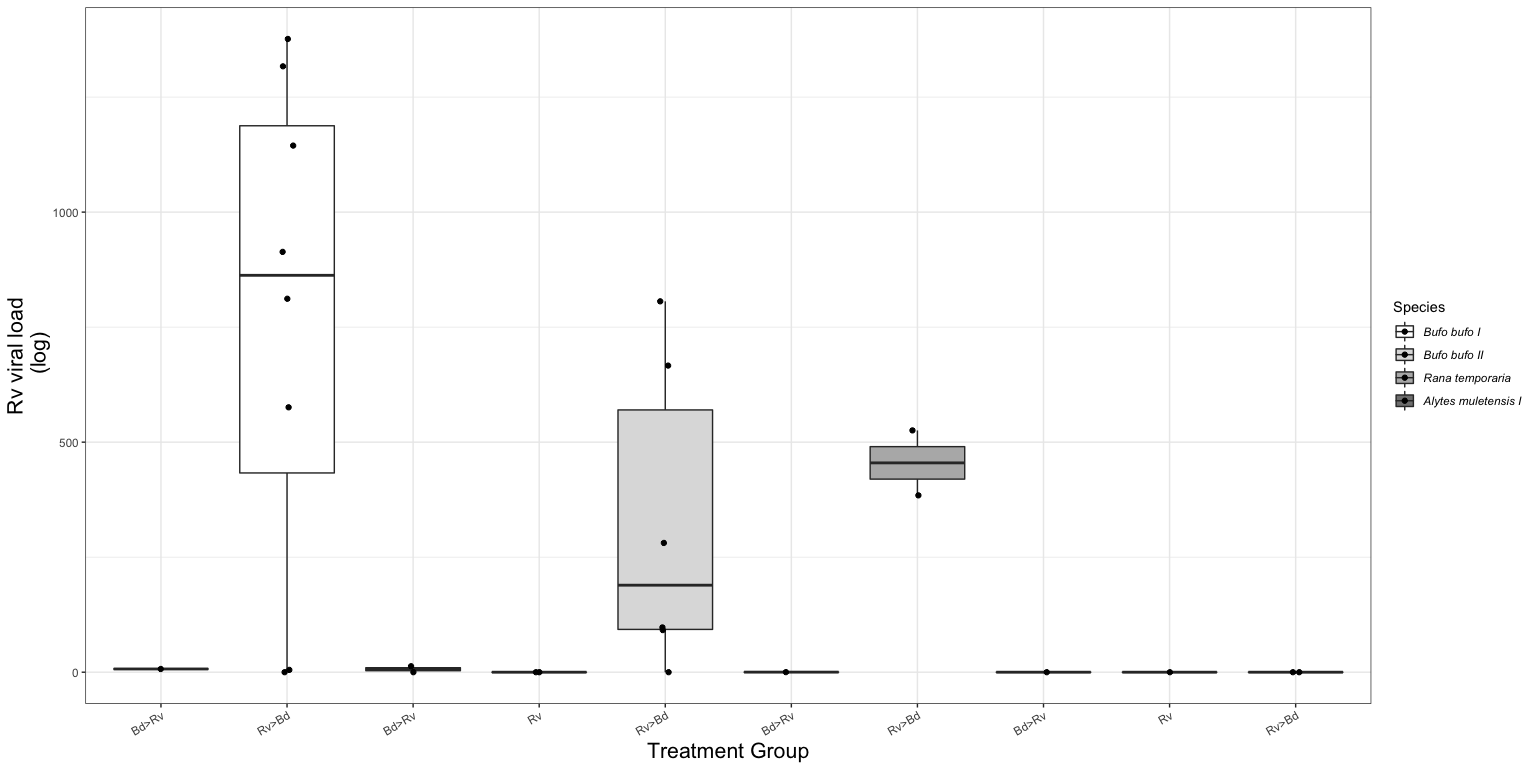 Rv viral load
(log)
1000
500
0
Bd>Rv
Rv>Bd
Bd>Rv
Rv
Rv>Bd
Bd>Rv
Rv>Bd
Bd>Rv
Rv
Rv>Bd
Treatment Group
Species
Bufo bufo I
Bufo bufo II
Rana temporaria
Alytes muletensis I